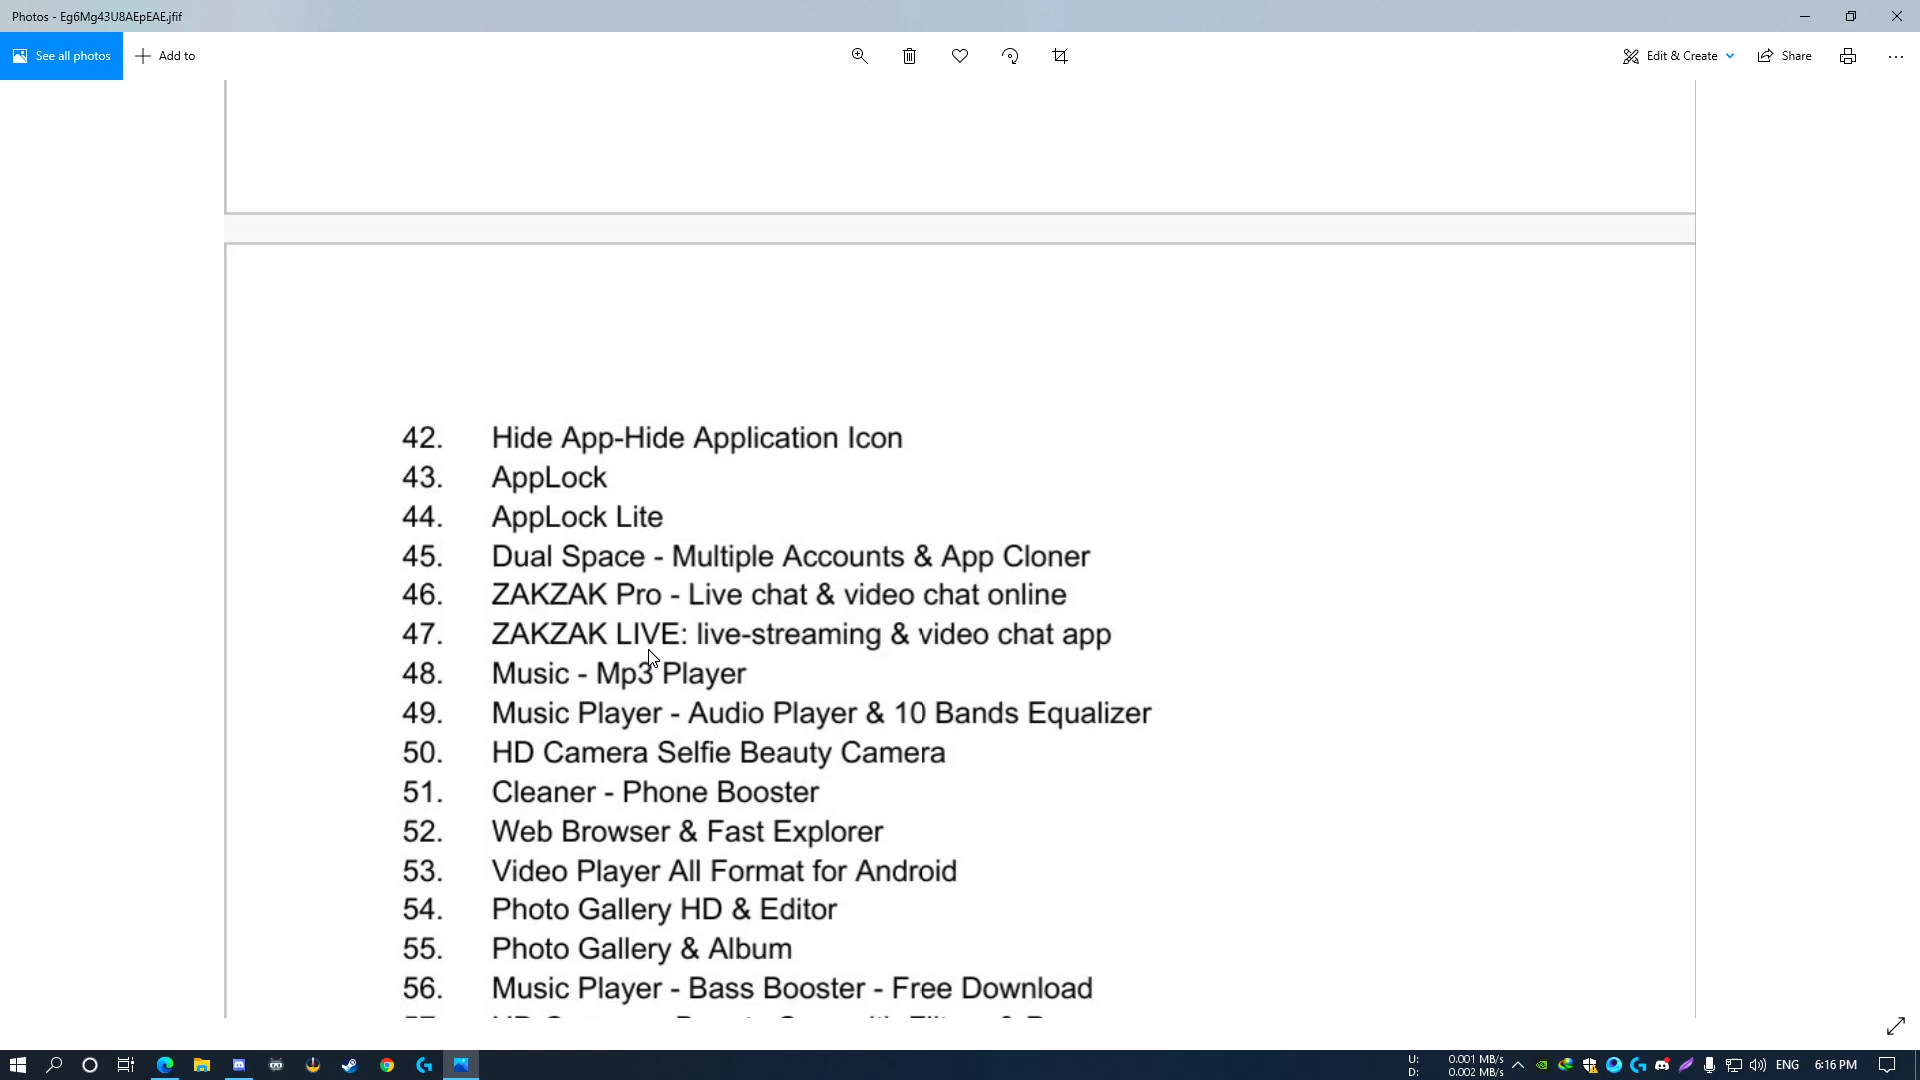 Photos - Eg6Mg43U8AEpEAE.jfif
See all photos
Add to
Edit & Create
Share
42. Hide App-Hide Application Icon
43. AppLock
44. AppLock Lite
45. Dual Space - Multiple Accounts & App Cloner
46. ZAKZAK Pro - Live chat & video chat online
47. ZAKZAK LIVE: live-streaming & video chat app
48. Music - Mp3 Player
49. Music Player - Audio Player & 10 Bands Equalizer
50. HD Camera Selfie Beauty Camera
51. Cleaner - Phone Booster
52. Web Browser & Fast Explorer
53. Video Player All Format for Android
54. Photo Gallery HD & Editor
55. Photo Gallery & Album
56. Music Player - Bass Booster - Free Download
U: 0.001 MB/s
D: 0.002 MB/s
ENG
6:16 PM